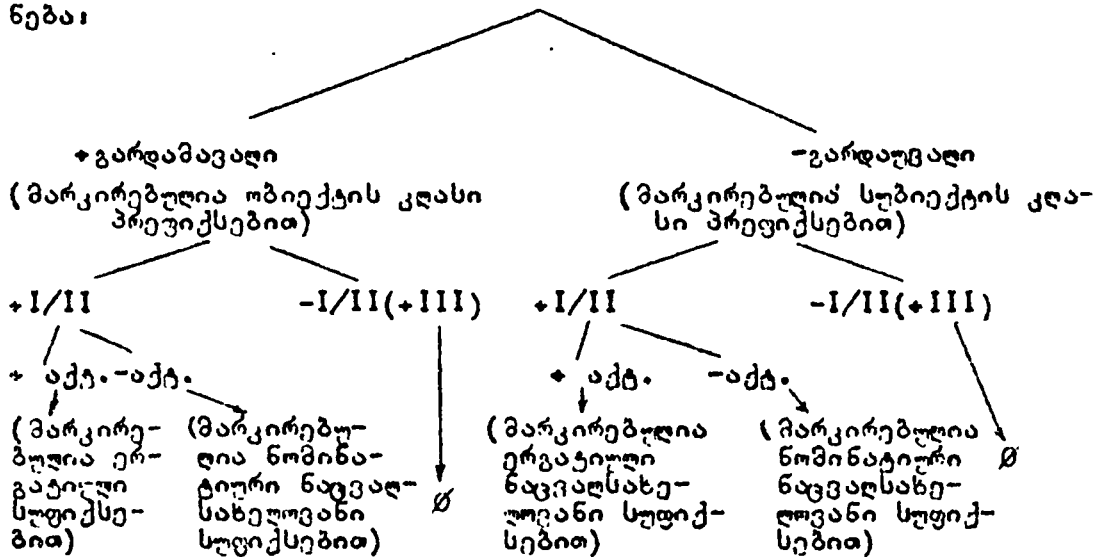 ნება:
+გარდამავალი -გარდაუვალი
(მარკირებულია ობიექტის კლასი (მარკირებულია სუბიექტის კლა-
პრეფიქსებით) სი პრეფიქსებით)
+I/II -I/II(+III) +I/II -I/II(+III)
+ აქტ. -აქტ. + აქტ. -აქტ.
(მარკირე- (მარკირებუ- (მარკირებულია (მარკირებულია
ბულია ერ- ლია ნომინა- ერგატიული ნომინატიური Ø
გატიული ტიური ნაცვალ- Ø ნაცვალსახე- ნაცვალსახე-
სუფიქსე- სახელოვანი ლოვანი სუფიქ- ლოვანი სუფიქ-
ბით) სუფიქსებით) სებით) სებით)